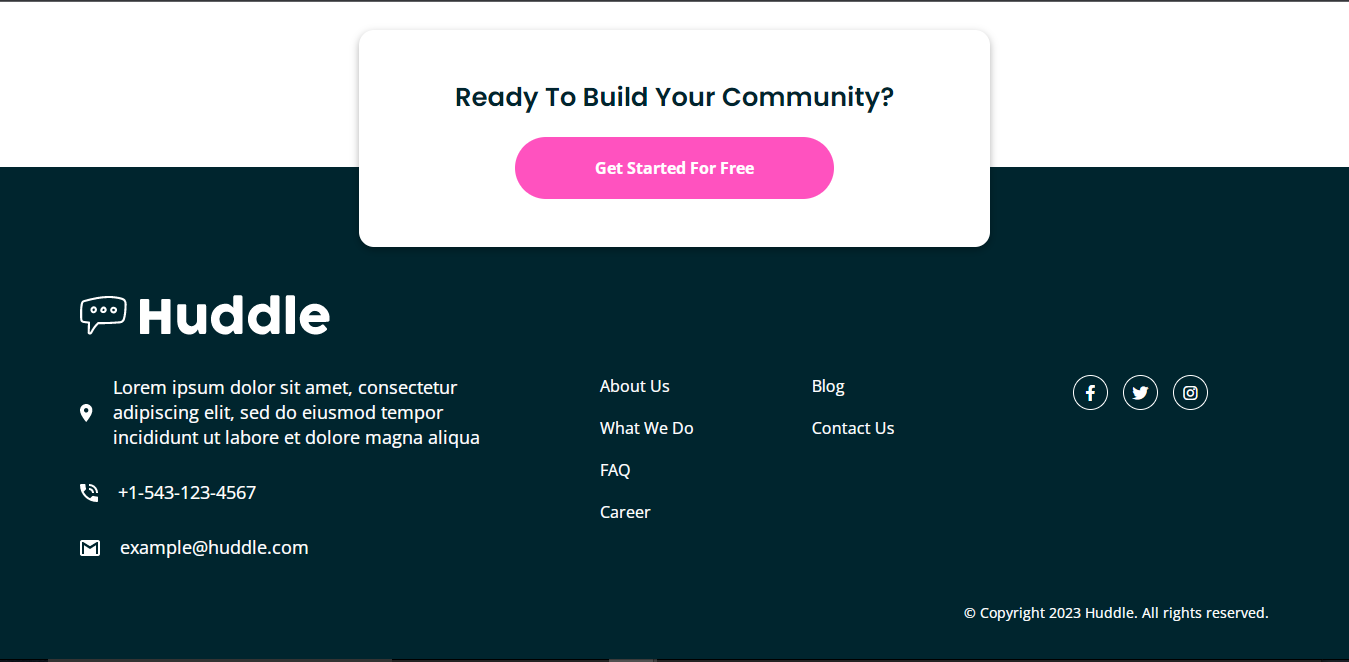 Ready To Build Your Community?
Get Started For Free
Huddle
Lorem ipsum dolor sit amet, consectetur
adipiscing elit, sed do eiusmod tempor
incididunt ut labore et dolore magna aliqua
+1-543-123-4567
example@huddle.com
About Us
What We Do
FAQ
Career
Blog
Contact Us
© Copyright 2023 Huddle. All rights reserved.